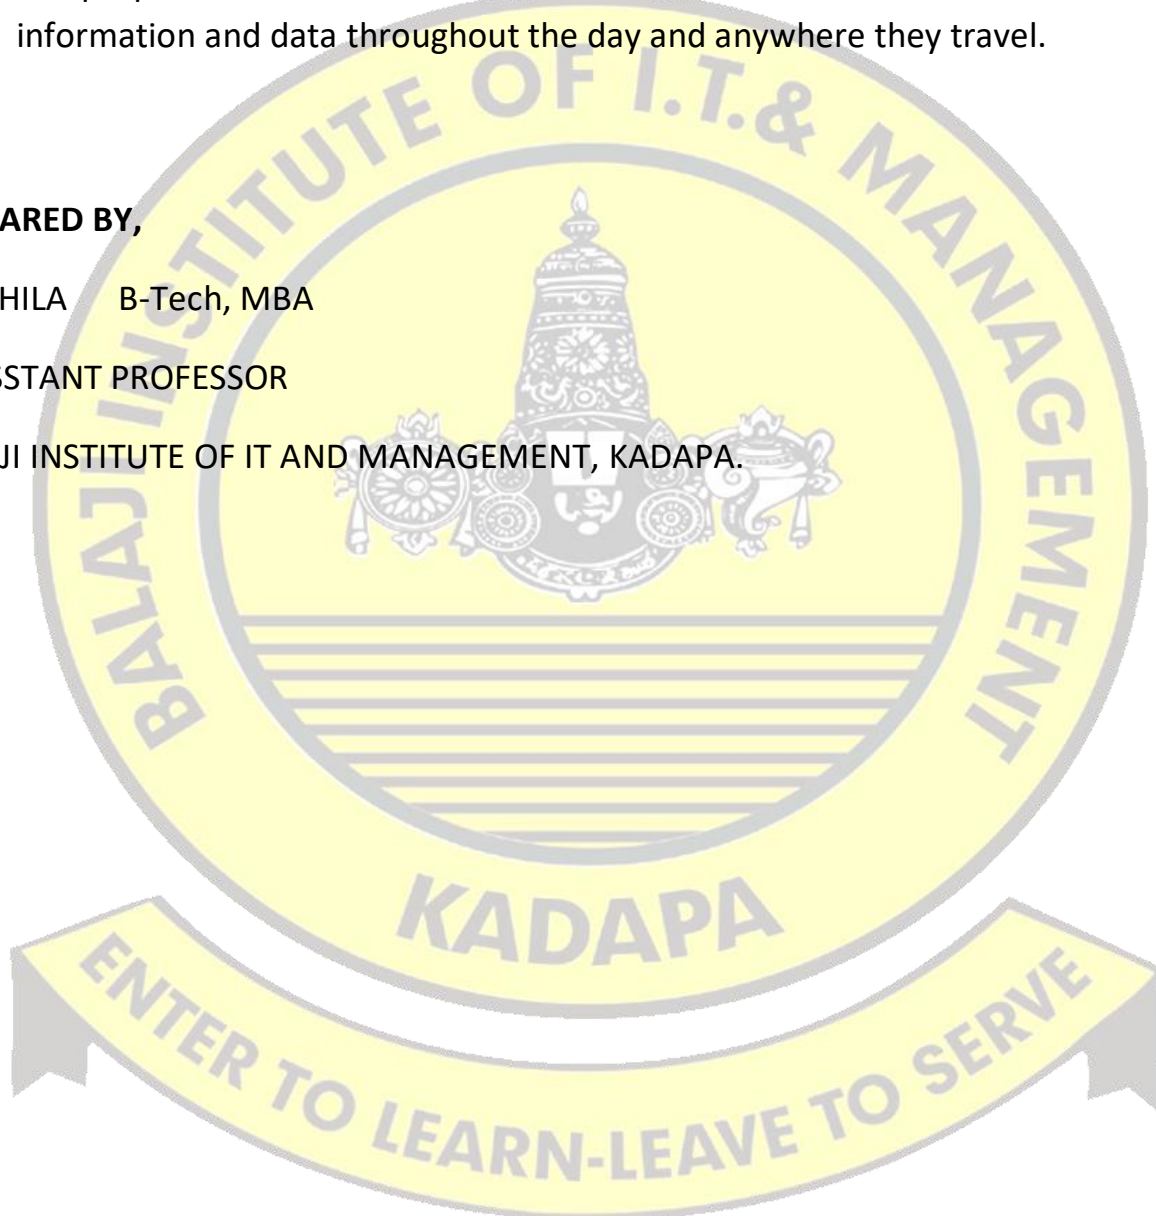 information and data throughout the day and anywhere they travel.
ARED BY,
HILA B-Tech, MBA
SSTANT PROFESSOR
JI INSTITUTE OF IT AND MANAGEMENT, KADAPA.
BALAJI INSTITUTE OF I.T.& MANAGEMENT
KADAPA
ENTER TO LEARN-LEAVE TO SERVE